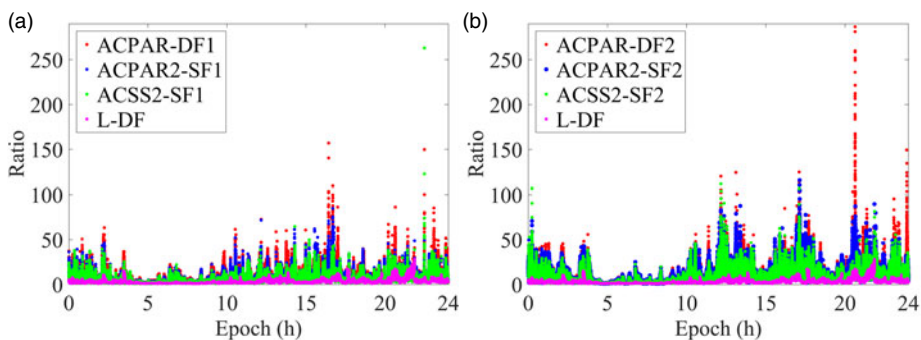 (a)
ACPAR-DF1
ACPAR2-SF1
ACSS2-SF1
L-DF
250
200
150
100
50
0
Ratio
0 5 10 15 20 24
Epoch (h)
(b)
ACPAR-DF2
ACPAR2-SF2
ACSS2-SF2
L-DF
250
200
150
100
50
0
Ratio
0 5 10 15 20 24
Epoch (h)